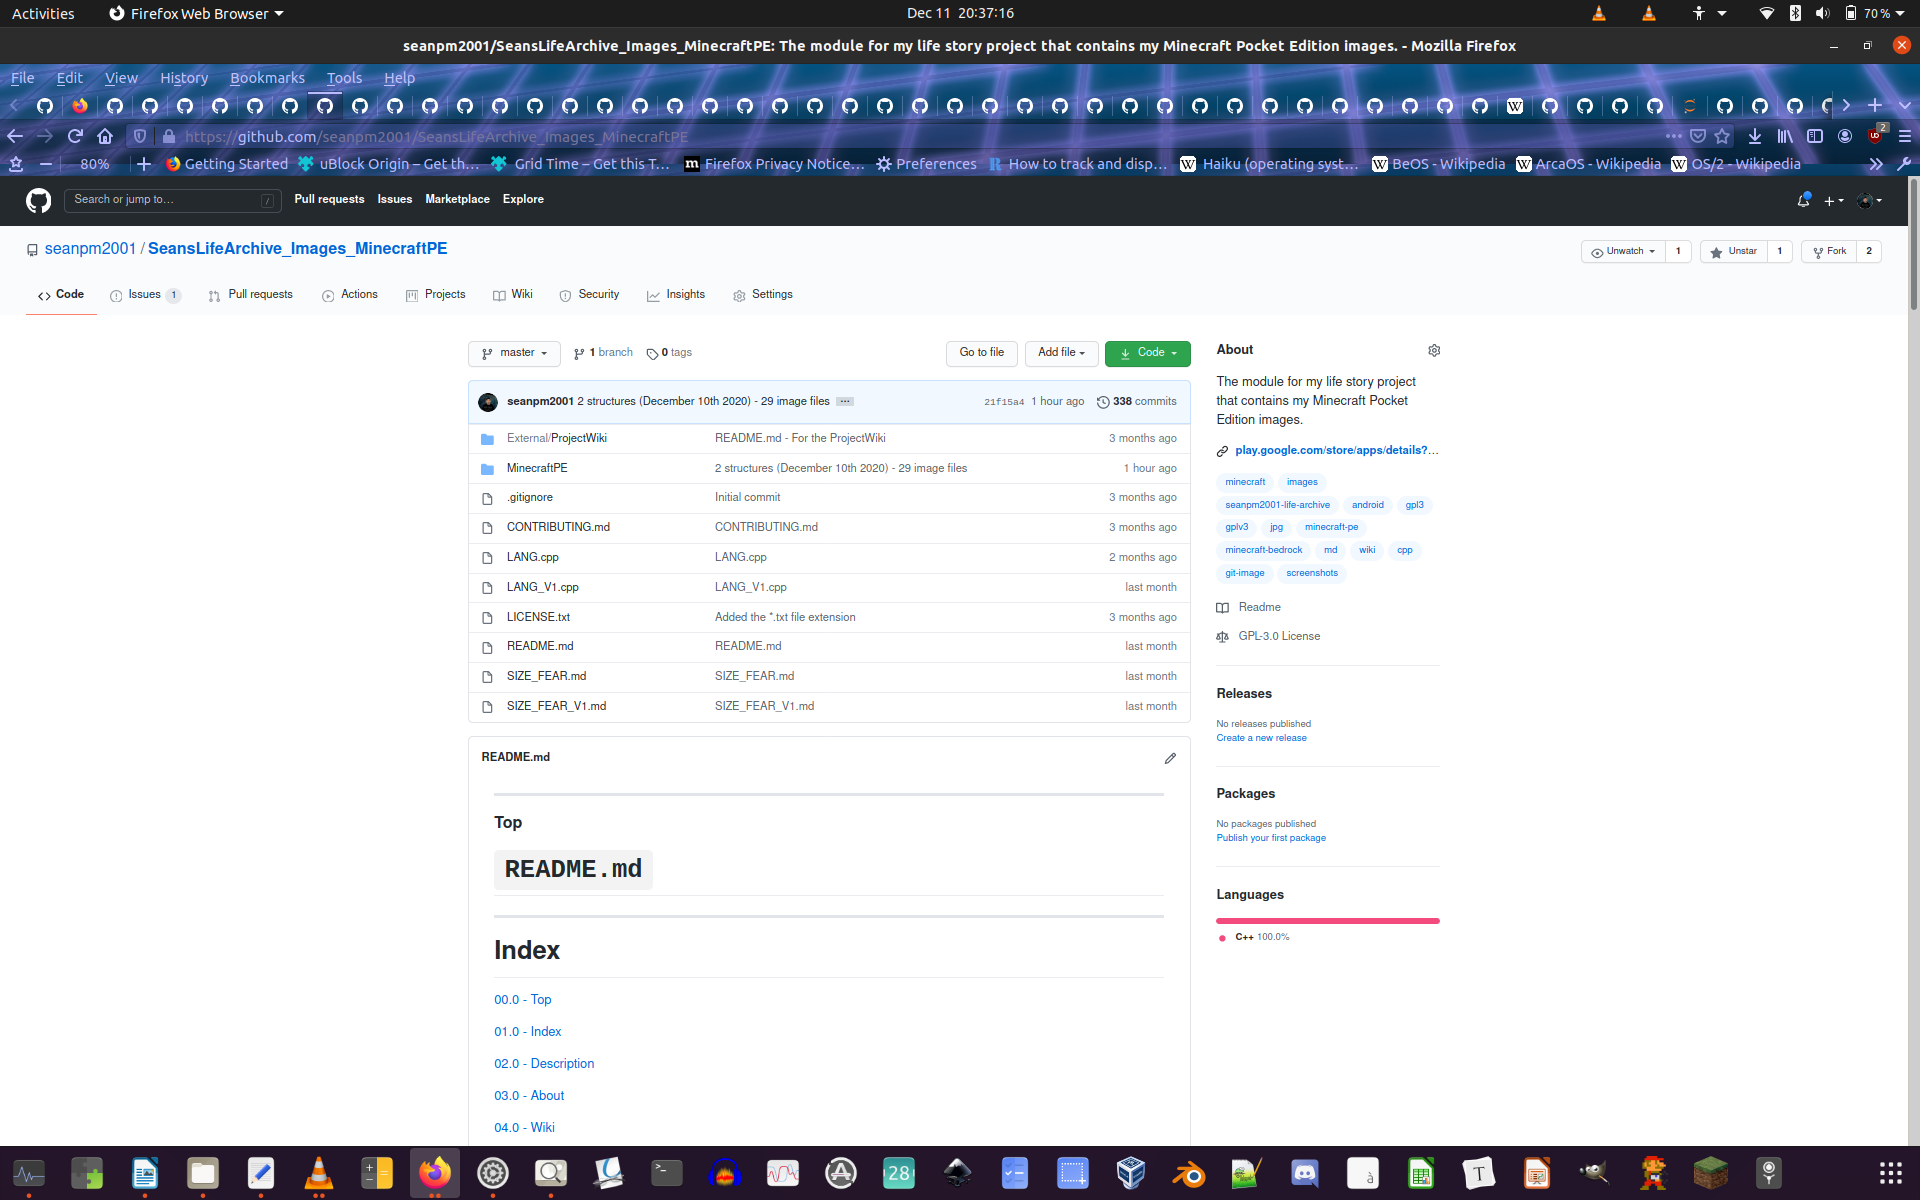 Activities Firefox Web Browser Dec 11 20:37:16 70 %
seanpm2001/SeansLifeArchive_Images_MinecraftPE: The module for my life story project that contains my Minecraft Pocket Edition images. - Mozilla Firefox
File Edit View History Bookmarks Tools Help
https://github.com/seanpm2001/SeansLifeArchive_Images_MinecraftPE 2
80% Getting Started uBlock Origin – Get th… Grid Time – Get this T… Firefox Privacy Notice… Preferences How to track and disp… Haiku (operating syst… BeOS - Wikipedia ArcaOS - Wikipedia OS/2 - Wikipedia
Search or jump to… / Pull requests Issues Marketplace Explore
seanpm2001 / SeansLifeArchive_Images_MinecraftPE Unwatch 1 Unstar 1 Fork 2
Code Issues 1 Pull requests Actions Projects Wiki Security Insights Settings
master 1 branch 0 tags Go to file Add file Code
seanpm2001 2 structures (December 10th 2020) - 29 image files ... 21f15a4 1 hour ago 338 commits
External/ProjectWiki README.md - For the ProjectWiki 3 months ago
MinecraftPE 2 structures (December 10th 2020) - 29 image files 1 hour ago
.gitignore Initial commit 3 months ago
CONTRIBUTING.md CONTRIBUTING.md 3 months ago
LANG.cpp LANG.cpp 2 months ago
LANG_V1.cpp LANG_V1.cpp last month
LICENSE.txt Added the *.txt file extension 3 months ago
README.md README.md last month
SIZE_FEAR.md SIZE_FEAR.md last month
SIZE_FEAR_V1.md SIZE_FEAR_V1.md last month
README.md
Top
README.md
Index
00.0 - Top
01.0 - Index
02.0 - Description
03.0 - About
04.0 - Wiki
About
The module for my life story project
that contains my Minecraft Pocket
Edition images.
play.google.com/store/apps/details?…
minecraft images
seanpm2001-life-archive android gpl3
gplv3 jpg minecraft-pe
minecraft-bedrock md wiki cpp
git-image screenshots
Readme
GPL-3.0 License
Releases
No releases published
Create a new release
Packages
No packages published
Publish your first package
Languages
C++ 100.0%
28